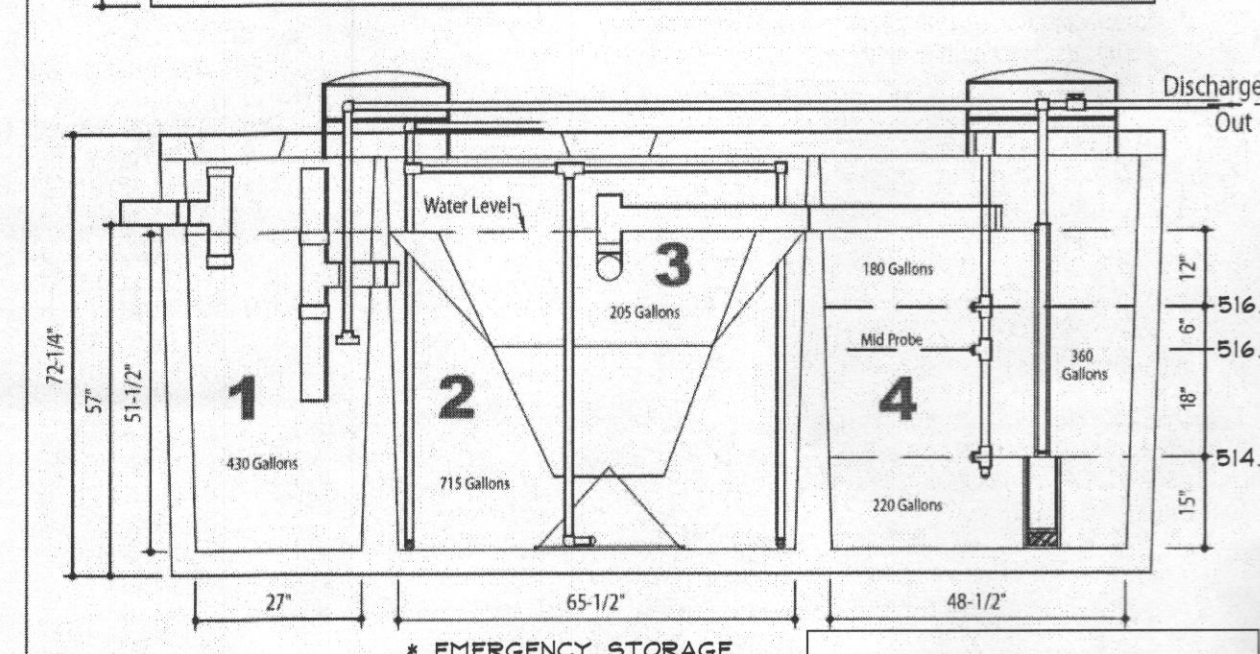 Discharge
Out
Water Level
3
180 Gallons
12"
205 Gallons
516.
6"
Mid Probe
516.
72-1/4"
57"
51-1/2"
360
Gallons
1
2
4
18"
430 Gallons
514.
715 Gallons
220 Gallons
15"
27"
65-1/2"
48-1/2"
* EMERGENCY STORAGE